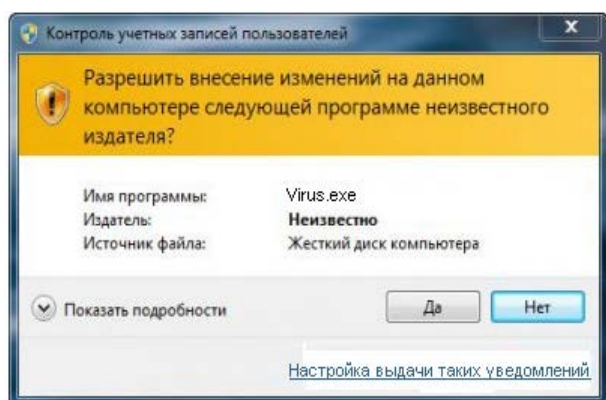 Контроль учетных записей пользователей
Разрешить внесение изменений на данном
компьютере следующей программе неизвестного
издателя?
Имя программы: Virus.exe
Издатель: Неизвестно
Источник файла: Жесткий диск компьютера
Показать подробности Да Нет
Настройка выдачи таких уведомлений